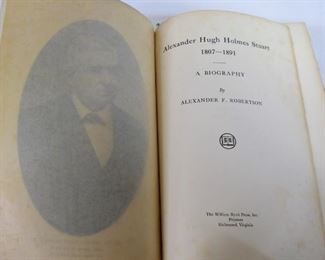 Alexander Hugh Holmes Stuart
1807—1891
A BIOGRAPHY
By
ALEXANDER F. ROBERTSON
The William Byrd Press, Inc.
Printers
Richmond, Virginia